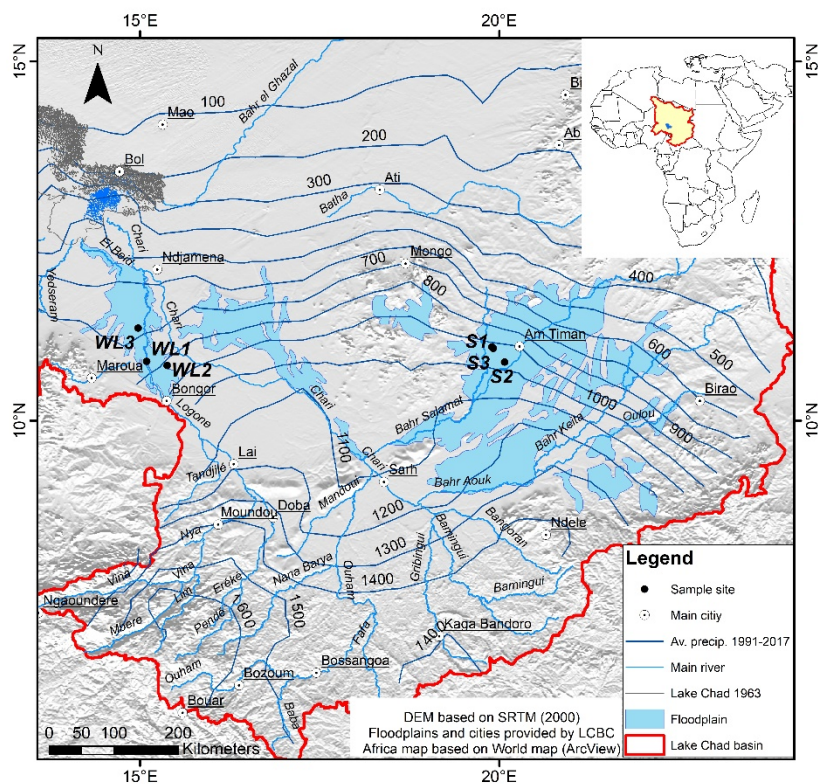 15°E
20°E
15°N
15°N
N
100
Mao
Bahr el Ghazal
Bi
Ab
200
Bol
300
Ati
Batha
Chari
El Beid
Ndjamena
Yedseram
700
Mongo
800
400
Chari
WL3
WL1
WL2
Maroua
Bongor
Logone
S1
S3
S2
Am Timan
600
500
Birao
10°N
10°N
Chari
1000
900
Oulou
Bahr Salamat
Bahr Keita
1100
Chari
Lai
Tandjilé
Sarh
Mandoul
Bahr Aouk
Doba
Moundou
1200
Nya
1300
Bangoran
Bamingui
Gribingui
Ndele
Vina
Vina
Nana Barya
Ouham
1400
Bamingui
Ngaoundere
Lim
Eréke
Mbere
Pendé
1,600
1,500
Fafa
1400
Kaga Bandoro
Ouham
Bossangoa
Bozoum
Bouar
Baba
0 50 100 200
Kilometers
DEM based on SRTM (2000)
Floodplains and cities provided by LCBC
Africa map based on World map (ArcView)
Legend
Sample site
Main citiy
Av. precip. 1991-2017
Main river
Lake Chad 1963
Floodplain
Lake Chad basin
15°E
20°E